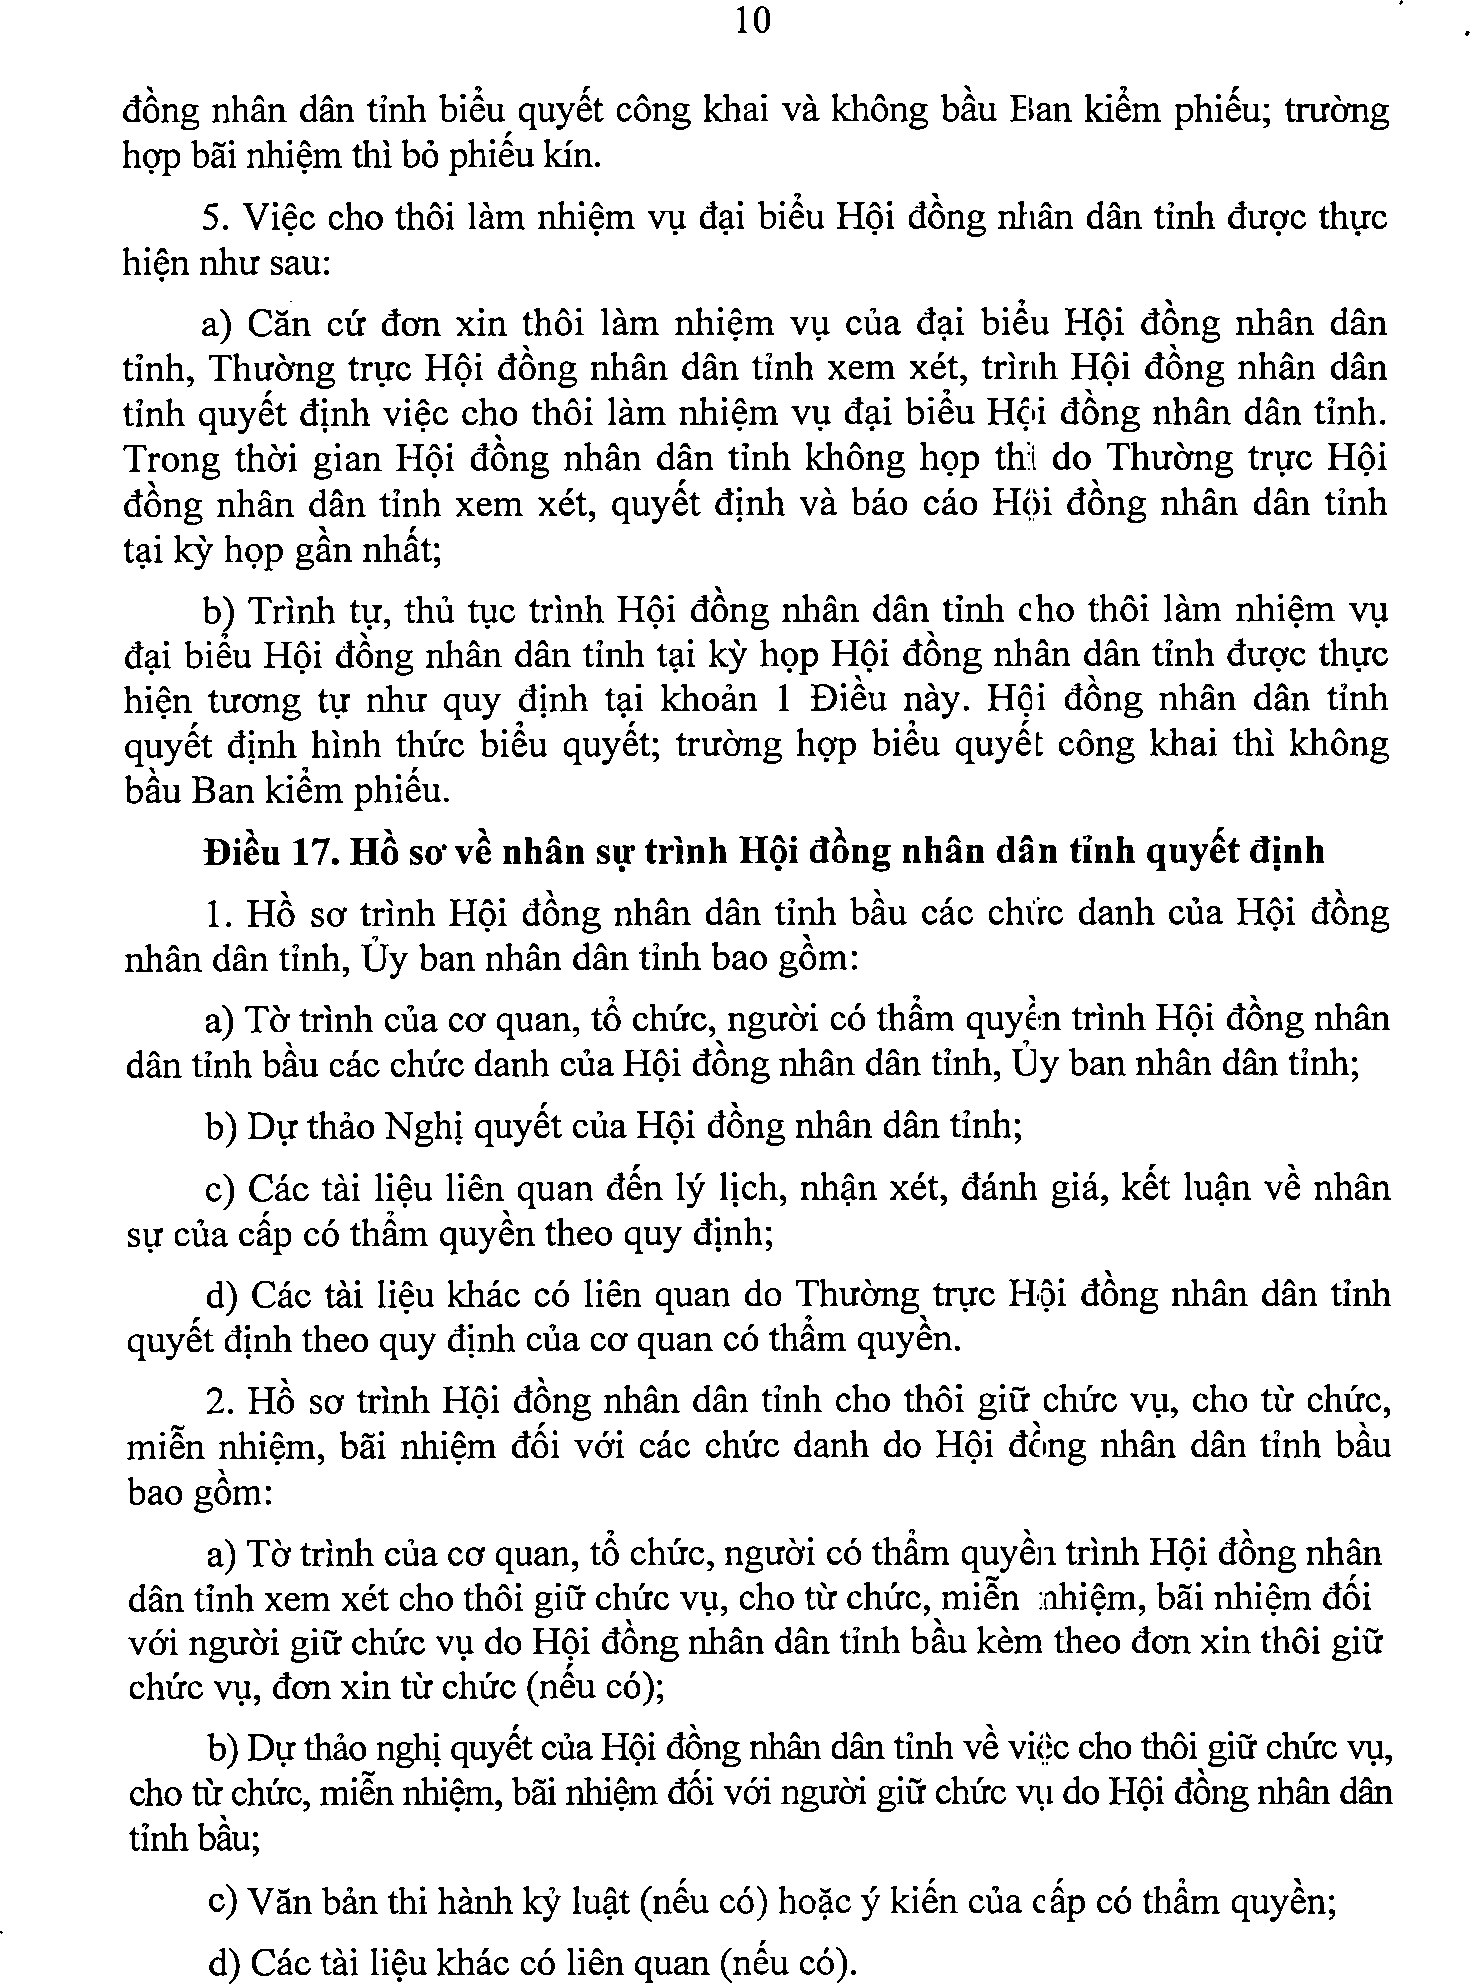 10
đồng nhân dân tỉnh biểu quyết công khai và không bầu Ban kiểm phiếu; trường
hợp bãi nhiệm thì bỏ phiếu kín.
5. Việc cho thôi làm nhiệm vụ đại biểu Hội đồng nhân dân tỉnh được thực
hiện như sau:
a) Căn cứ đơn xin thôi làm nhiệm vụ của đại biểu Hội đồng nhân dân
tỉnh, Thường trực Hội đồng nhân dân tỉnh xem xét, trình Hội đồng nhân dân
tỉnh quyết định việc cho thôi làm nhiệm vụ đại biểu Hội đồng nhân dân tỉnh.
Trong thời gian Hội đồng nhân dân tỉnh không họp thì do Thường trực Hội
đồng nhân dân tỉnh xem xét, quyết định và báo cáo Hội đồng nhân dân tỉnh
tại kỳ họp gần nhất;
b) Trình tự, thủ tục trình Hội đồng nhân dân tỉnh cho thôi làm nhiệm vụ
đại biểu Hội đồng nhân dân tỉnh tại kỳ họp Hội đồng nhân dân tỉnh được thực
hiện tương tự như quy định tại khoản 1 Điều này. Hội đồng nhân dân tỉnh
quyết định hình thức biểu quyết; trường hợp biểu quyết công khai thì không
bầu Ban kiểm phiếu.
Điều 17. Hồ sơ về nhân sự trình Hội đồng nhân dân tỉnh quyết định
1. Hồ sơ trình Hội đồng nhân dân tỉnh bầu các chức danh của Hội đồng
nhân dân tỉnh, Ủy ban nhân dân tỉnh bao gồm:
a) Tờ trình của cơ quan, tổ chức, người có thẩm quyền trình Hội đồng nhân
dân tỉnh bầu các chức danh của Hội đồng nhân dân tỉnh, Ủy ban nhân dân tỉnh;
b) Dự thảo Nghị quyết của Hội đồng nhân dân tỉnh;
c) Các tài liệu liên quan đến lý lịch, nhận xét, đánh giá, kết luận về nhân
sự của cấp có thẩm quyền theo quy định;
d) Các tài liệu khác có liên quan do Thường trực Hội đồng nhân dân tỉnh
quyết định theo quy định của cơ quan có thẩm quyền.
2. Hồ sơ trình Hội đồng nhân dân tỉnh cho thôi giữ chức vụ, cho từ chức,
miễn nhiệm, bãi nhiệm đối với các chức danh do Hội đồng nhân dân tỉnh bầu
bao gồm:
a) Tờ trình của cơ quan, tổ chức, người có thẩm quyền trình Hội đồng nhân
dân tỉnh xem xét cho thôi giữ chức vụ, cho từ chức, miễn nhiệm, bãi nhiệm đối
với người giữ chức vụ do Hội đồng nhân dân tỉnh bầu kèm theo đơn xin thôi giữ
chức vụ, đơn xin từ chức (nếu có);
b) Dự thảo nghị quyết của Hội đồng nhân dân tỉnh về việc cho thôi giữ chức vụ,
cho từ chức, miễn nhiệm, bãi nhiệm đối với người giữ chức vụ do Hội đồng nhân dân
tỉnh bầu;
c) Văn bản thi hành kỷ luật (nếu có) hoặc ý kiến của cấp có thẩm quyền;
d) Các tài liệu khác có liên quan (nếu có).